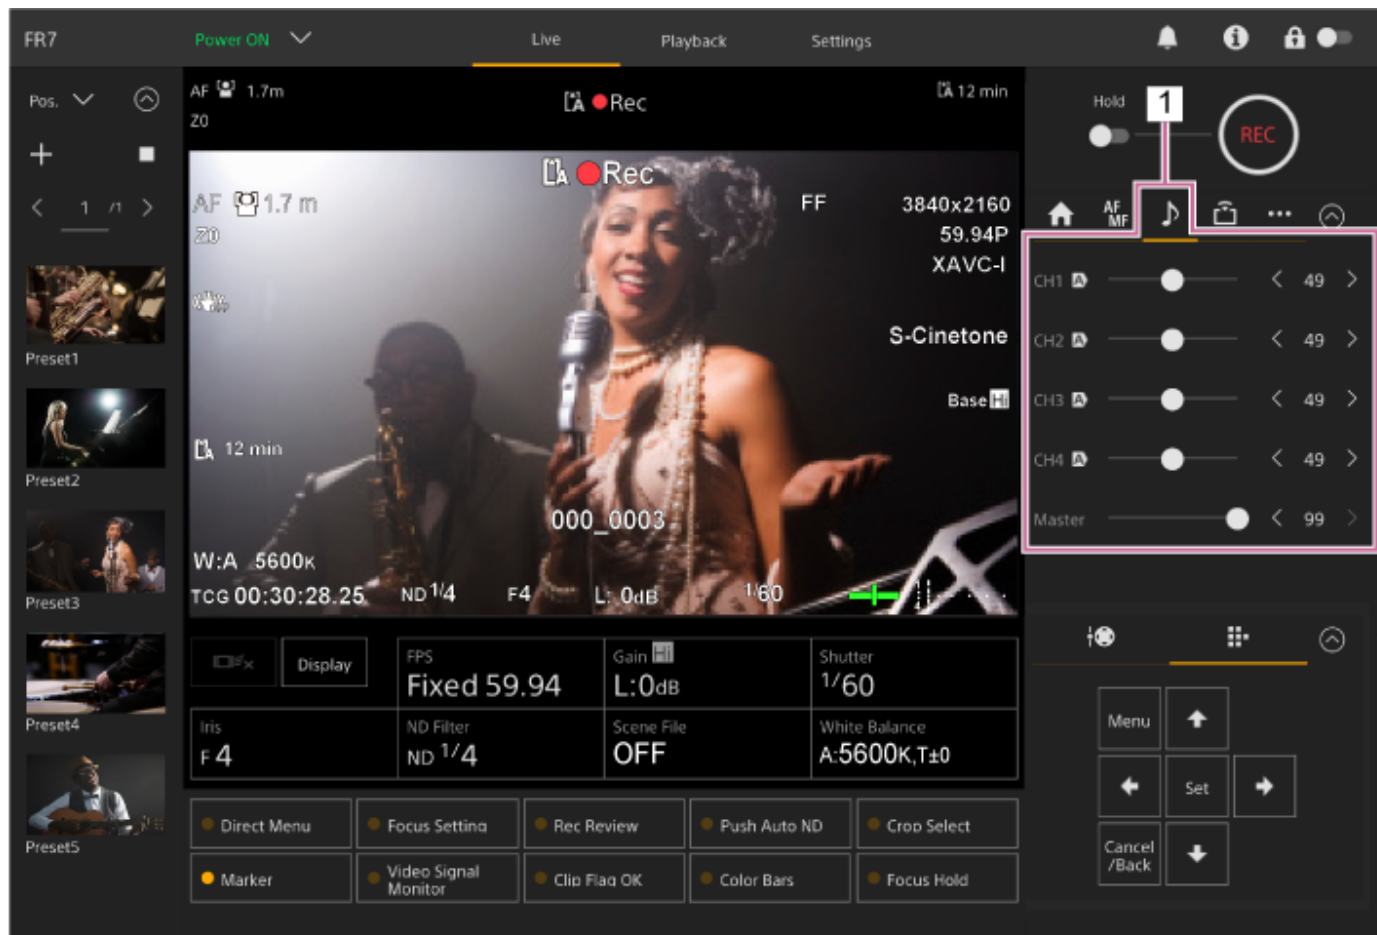 FR7
Power ON
Live
Playback
Settings
Pos.
1 /1
Preset1
Preset2
Preset3
Preset4
Preset5
AF 1.7m
A Rec
A 12 min
Z0
A Rec
AF 1.7 m
Z0
FF
3840x2160
59.94P
XAVC-I
S-Cinetone
Base Hi
A 12 min
000_0003
W:A 5600K
TCG 00:30:28.25 ND 1/4 F4 L: 0dB 1/60
Display
FPS
Fixed 59.94
Gain Hi
L:0dB
Shutter
1/60
Iris
F 4
ND Filter
ND 1/4
Scene File
OFF
White Balance
A:5600K,T±0
Direct Menu
Focus Setting
Rec Review
Push Auto ND
Crop Select
Marker
Video Signal
Monitor
Clip Flag OK
Color Bars
Focus Hold
Hold
1
REC
AF
MF
CH1 A 49
CH2 A 49
CH3 A 49
CH4 A 49
Master 99
Menu
Set
Cancel
/Back